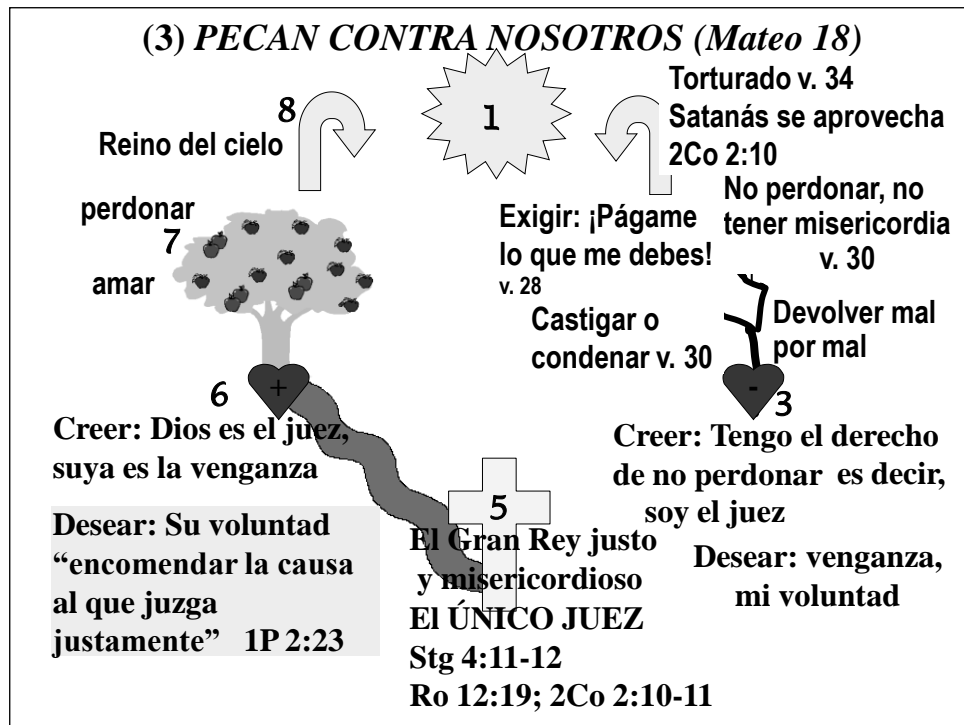 (3) PECAN CONTRA NOSOTROS (Mateo 18)
1
Torturado v. 34
Satanás se aprovecha
2Co 2:10
8
Reino del cielo
perdonar
7
amar
No perdonar, no
tener misericordia
v. 30
Exigir: ¡Págame
lo que me debes!
v. 28
Castigar o
condenar v. 30
Devolver mal
por mal
6
+
-
3
Creer: Dios es el juez,
suya es la venganza
Creer: Tengo el derecho
de no perdonar es decir,
soy el juez
Desear: Su voluntad
“encomendar la causa
al que juzga
justamente” 1P 2:23
5
El Gran Rey justo
y misericordioso
El ÚNICO JUEZ
Stg 4:11-12
Ro 12:19; 2Co 2:10-11
Desear: venganza,
mi voluntad